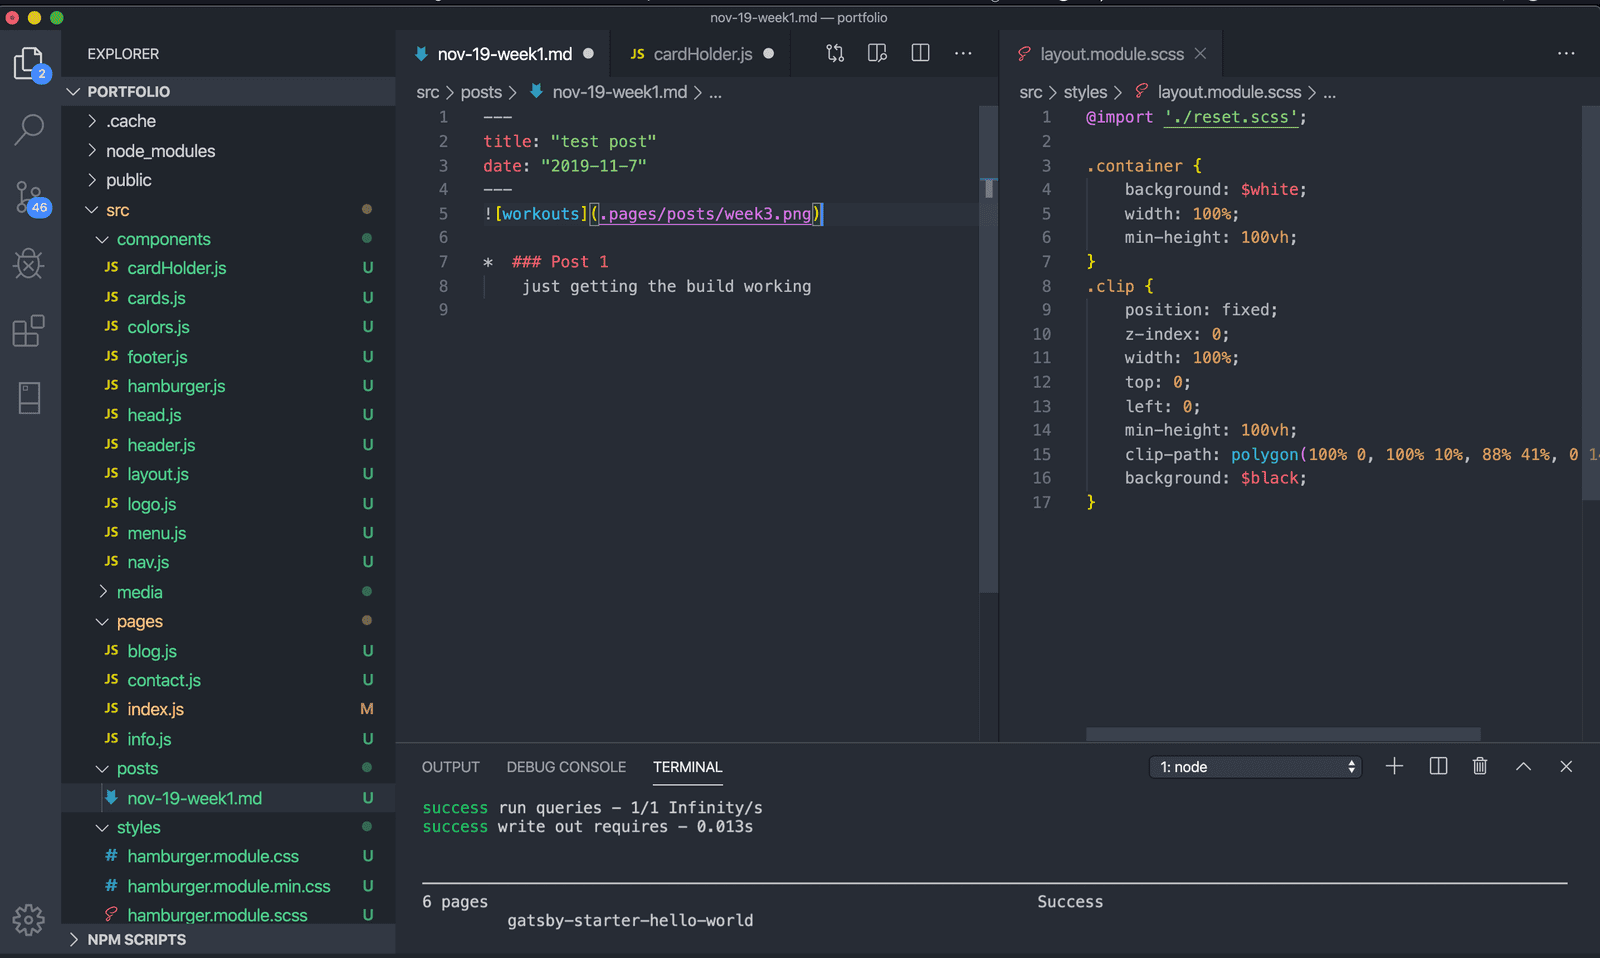 nov-19-week1.md — portfolio
2
46
EXPLORER
PORTFOLIO
.cache
node_modules
public
src
components
JS cardHolder.js U
JS cards.js U
JS colors.js U
JS footer.js U
JS hamburger.js U
JS head.js U
JS header.js U
JS layout.js U
JS logo.js U
JS menu.js U
JS nav.js U
media
pages
JS blog.js U
JS contact.js U
JS index.js M
JS info.js U
posts
nov-19-week1.md U
styles
# hamburger.module.css U
# hamburger.module.min.css U
hamburger.module.scss U
NPM SCRIPTS
nov-19-week1.md
JS cardHolder.js
src > posts > nov-19-week1.md > ...
1 ---
2 title: "test post"
3 date: "2019-11-7"
4 ---
5 ![workouts](.pages/posts/week3.png)
6
7 * ### Post 1
8 just getting the build working
9
layout.module.scss
src > styles > layout.module.scss > ...
1 @import './reset.scss';
2
3 .container {
4 background: $white;
5 width: 100%;
6 min-height: 100vh;
7 }
8 .clip {
9 position: fixed;
10 z-index: 0;
11 width: 100%;
12 top: 0;
13 left: 0;
14 min-height: 100vh;
15 clip-path: polygon(100% 0, 100% 10%, 88% 41%, 0 1
16 background: $black;
17 }
OUTPUT DEBUG CONSOLE TERMINAL 1: node
success run queries - 1/1 Infinity/s
success write out requires - 0.013s
6 pages Success
gatsby-starter-hello-world